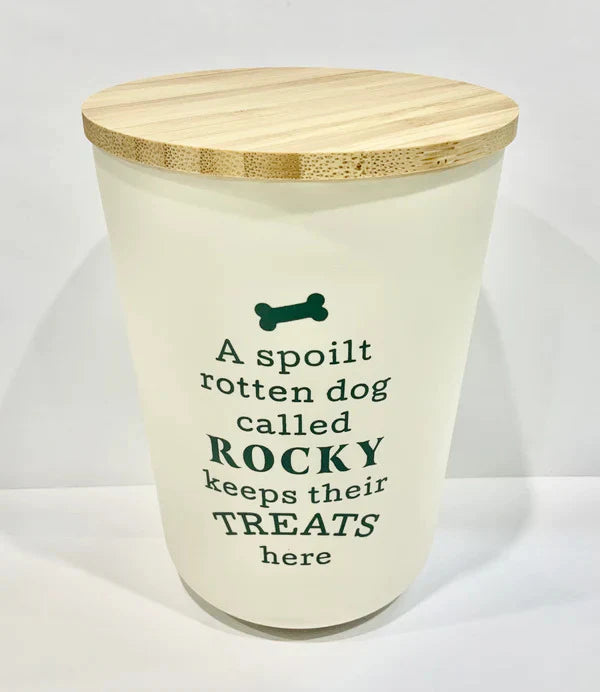 A spoilt
rotten dog
called
ROCKY
keeps their
TREATS
here